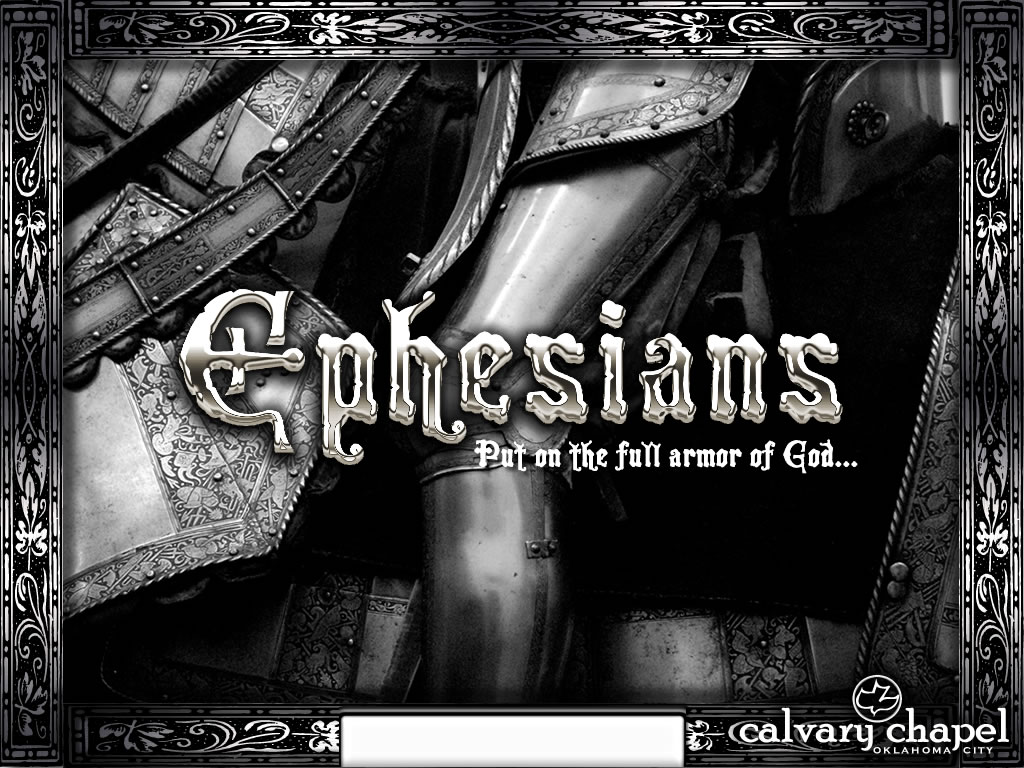 Ephesians
Put on the full armor of God...
calvary chapel
OKLAHOMA CITY